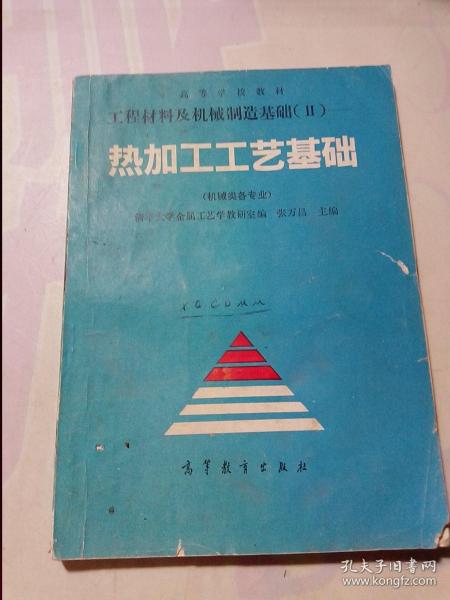 高等学校教材
工程材料及机械制造基础(II)
热加工工艺基础
(机械类各专业)
清华大学金属工艺学教研室编 张万昌 主编
高等教育出版社
孔夫子旧书网
www.kongfz.com